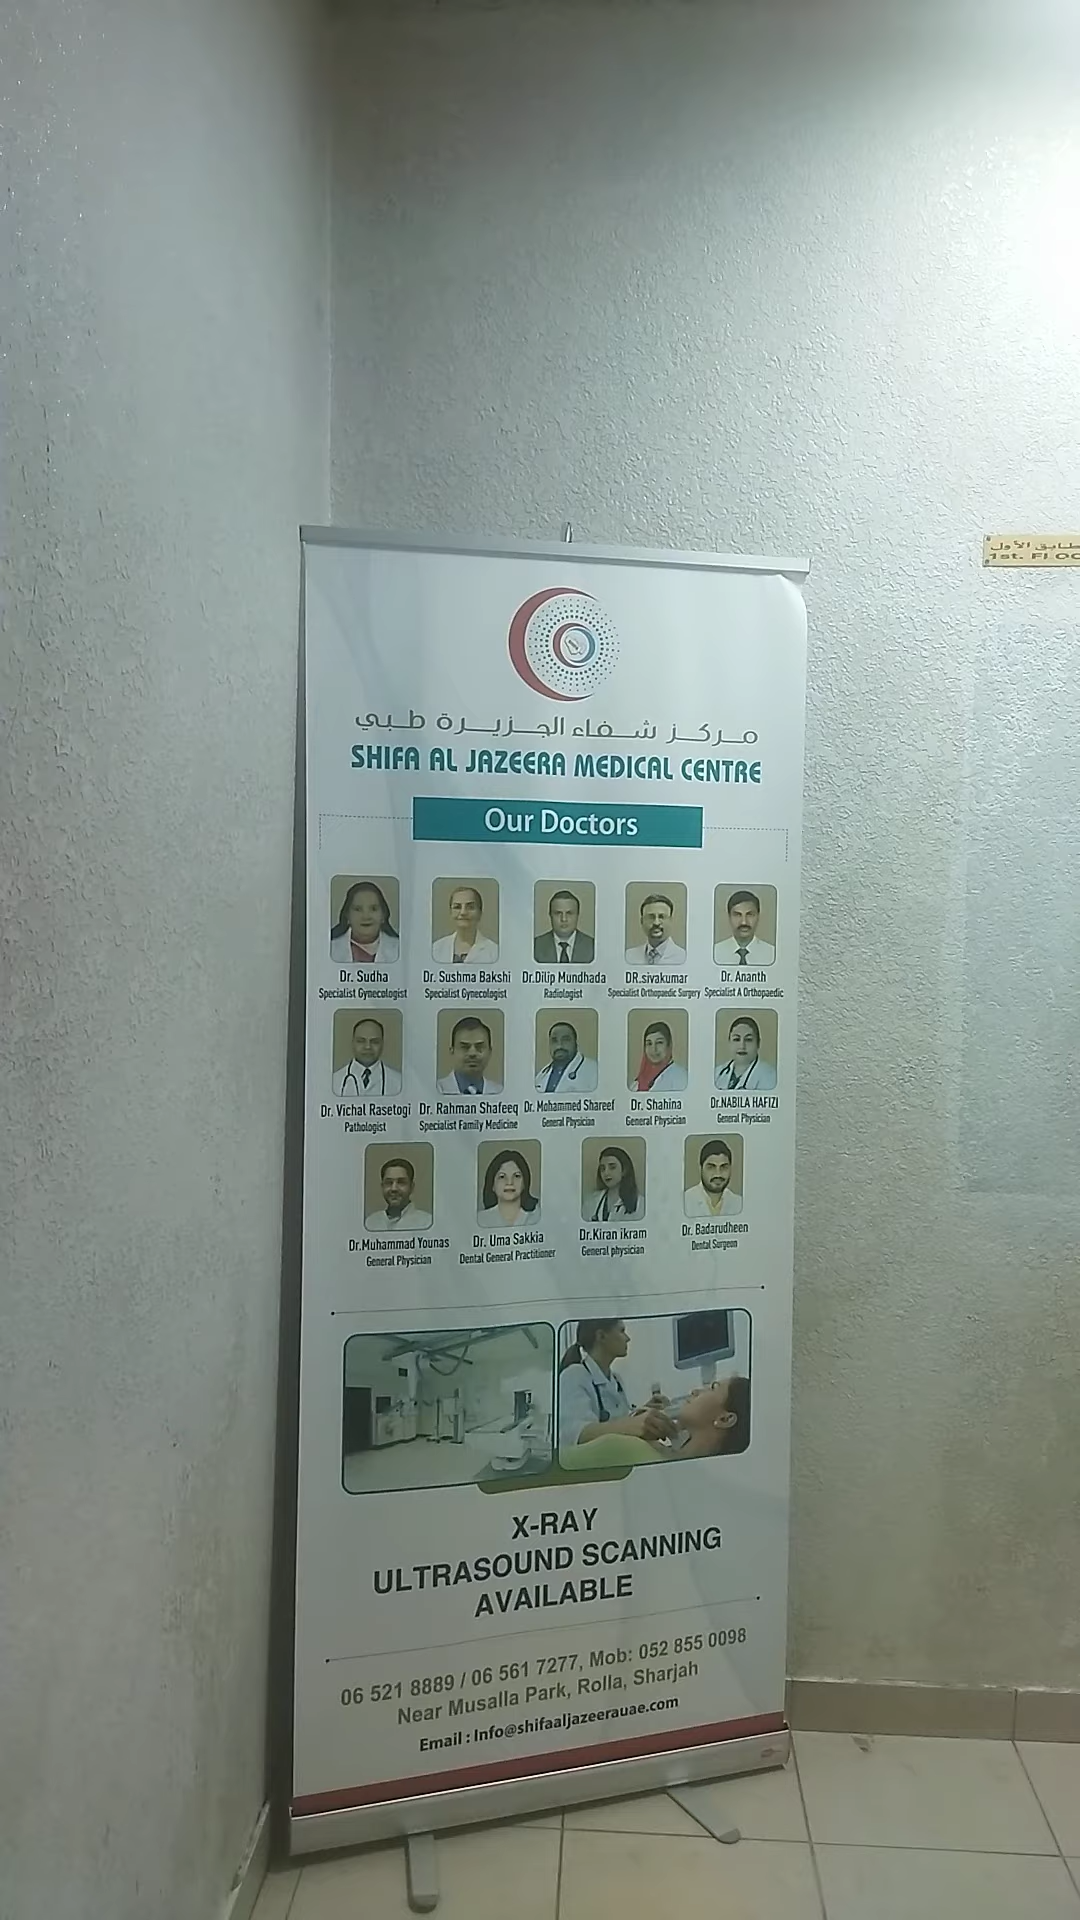 مركز شفاء الجزيرة طبي
SHIFA AL JAZEERA MEDICAL CENTRE
Our Doctors
Dr. Sudha
Specialist Gynecologist
Dr. Sushma Bakshi
Specialist Gynecologist
Dr.Dilip Mundhada
Radiologist
DR.sivakumar
Specialist Orthopaedic Surgery
Dr. Ananth
Specialist A Orthopaedic
Dr. Vichal Rasetogi
Pathologist
Dr. Rahman Shafeeq
Specialist Family Medicine
Dr. Mohammed Shareef
General Physician
Dr. Shahina
General Physician
Dr.NABILA HAFIZI
General Physician
Dr.Muhammad Younas
General Physician
Dr. Uma Sakkia
Dental General Practitioner
Dr.Kiran ikram
General physician
Dr. Badarudheen
Dental Surgeon
X-RAY
ULTRASOUND SCANNING
AVAILABLE
06 521 8889 / 06 561 7277, Mob: 052 855 0098
Near Musalla Park, Rolla, Sharjah
Email : Info@shifaaljazeerauae.com
الأول
1st.